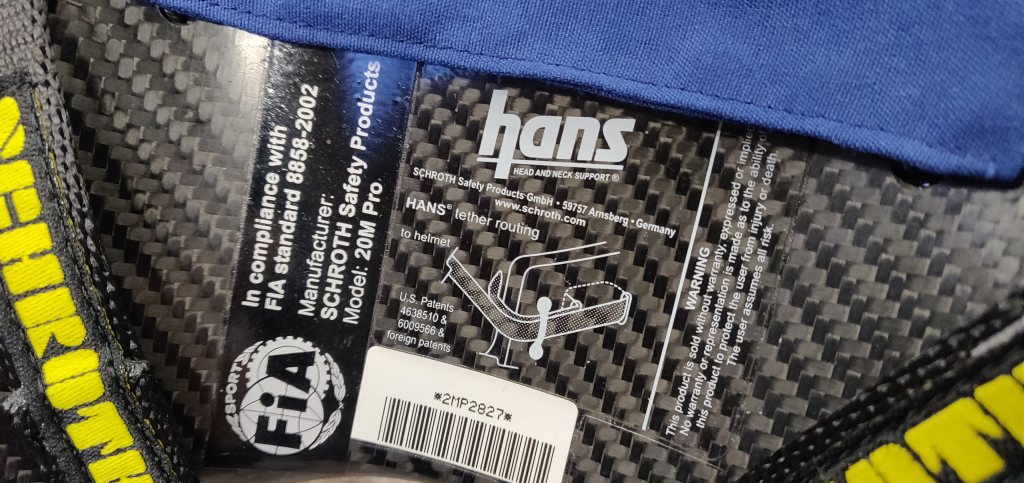 SCHROTH
In compliance with
FIA standard 8858-2002
Manufacturer:
SCHROTH Safety Products
Model: 20M Pro
SPORT
FiA
hans
HEAD AND NECK SUPPORT ®
SCHROTH Safety Products GmbH • 59757 Arnsberg • Germany
www.schroth.com
HANS® tether routing
to helmet
U.S. Patents
4638510 &
6009566 &
foreign patents
*2MP2827*
WARNING
This product is sold without warranty, expressed or
No warranty or representation is made as to the ability
this product to protect the user from injury or death
The user assumes all risk.